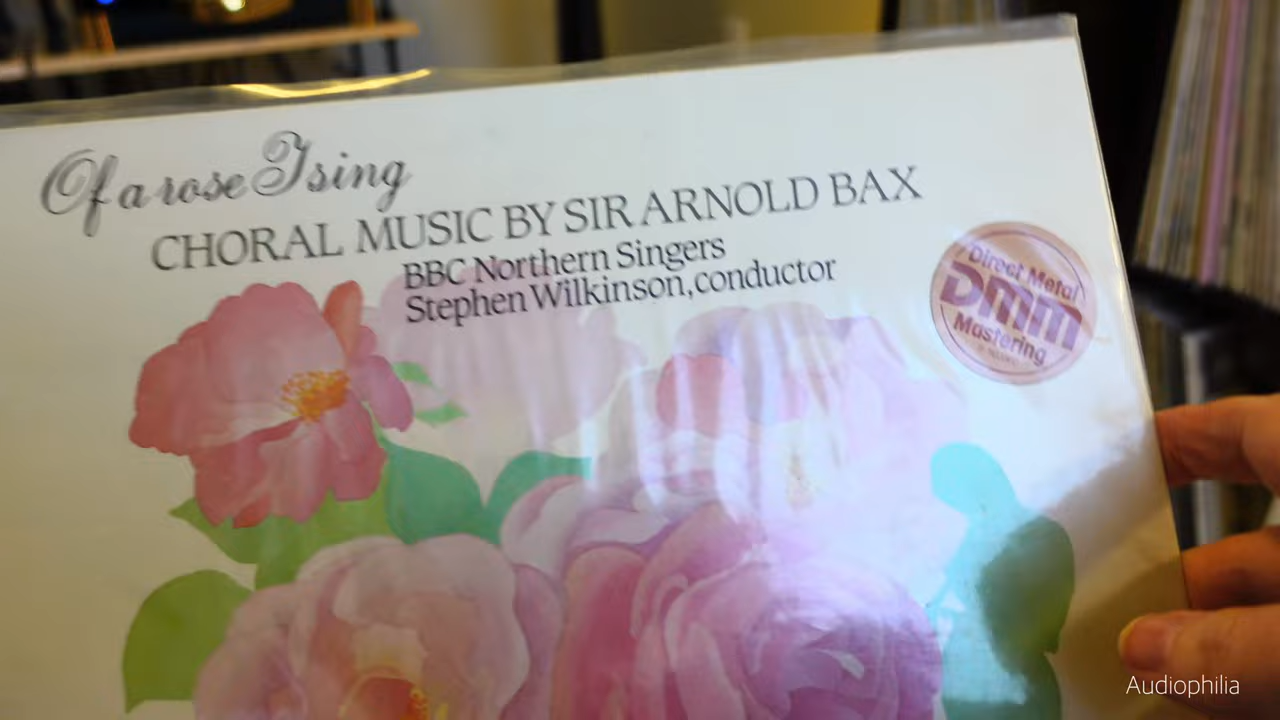 Of a rose I sing
CHORAL MUSIC BY SIR ARNOLD BAX
BBC Northern Singers
Stephen Wilkinson, conductor
Direct Metal
DMM
Mastering
Audiophilia